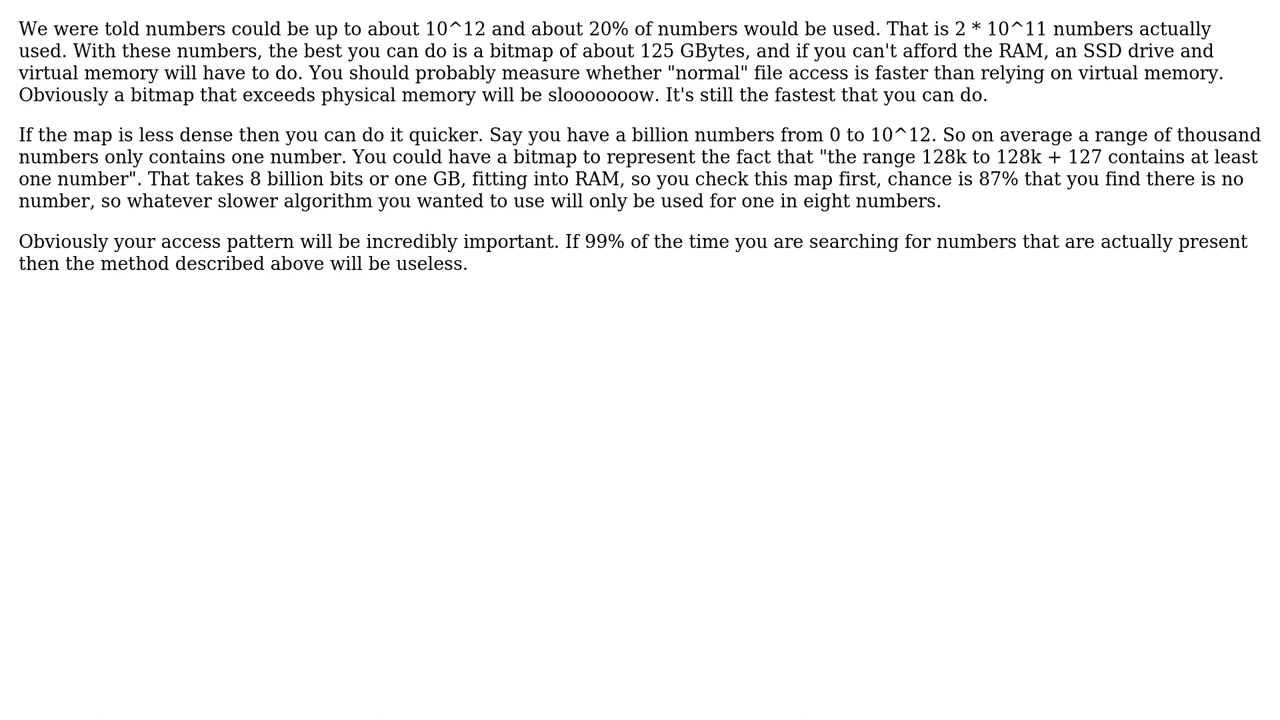 We were told numbers could be up to about 10^12 and about 20% of numbers would be used. That is 2 * 10^11 numbers actually
used. With these numbers, the best you can do is a bitmap of about 125 GBytes, and if you can't afford the RAM, an SSD drive and
virtual memory will have to do. You should probably measure whether "normal" file access is faster than relying on virtual memory.
Obviously a bitmap that exceeds physical memory will be slooooooow. It's still the fastest that you can do.
If the map is less dense then you can do it quicker. Say you have a billion numbers from 0 to 10^12. So on average a range of thousand
numbers only contains one number. You could have a bitmap to represent the fact that "the range 128k to 128k + 127 contains at least
one number". That takes 8 billion bits or one GB, fitting into RAM, so you check this map first, chance is 87% that you find there is no
number, so whatever slower algorithm you wanted to use will only be used for one in eight numbers.
Obviously your access pattern will be incredibly important. If 99% of the time you are searching for numbers that are actually present
then the method described above will be useless.